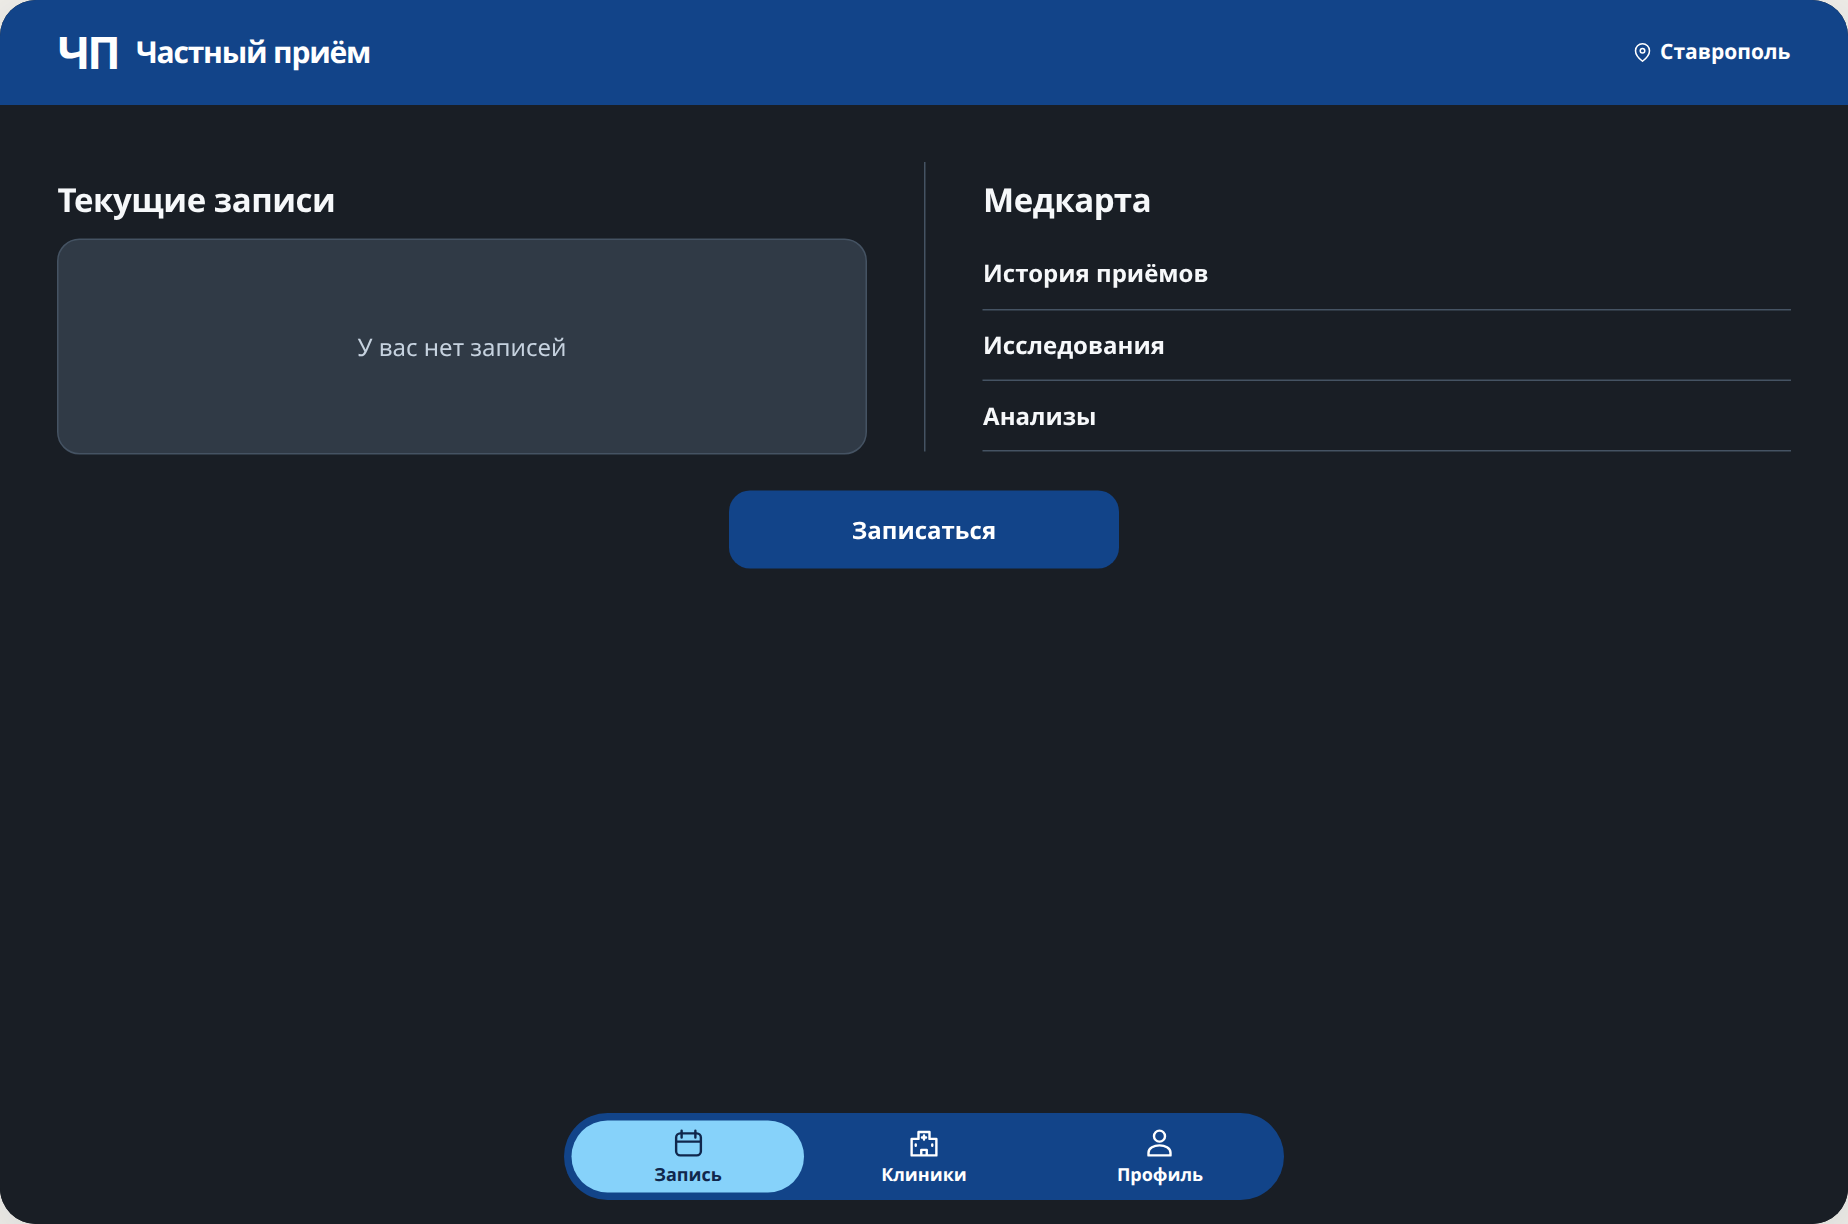 ЧП Частный приём
Ставрополь
Текущие записи
У вас нет записей
Медкарта
История приёмов
Исследования
Анализы
Записаться
Запись
Клиники
Профиль